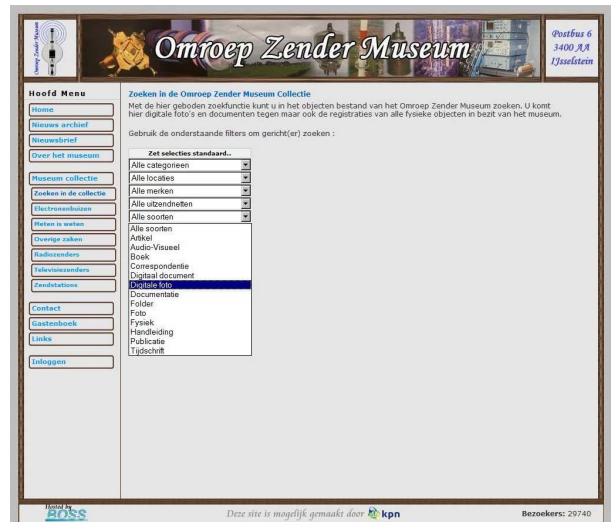 Omroep Zender Museum
Omroep Zender Museum
Postbus 6
3400 AA
IJsselstein
Hoofd Menu
Home
Nieuws archief
Nieuwsbrief
Over het museum
Museum collectie
Zoeken in de collectie
Electronenbuizen
Meten is weten
Overige zaken
Radiozenders
Televisiezenders
Zendstations
Contact
Gastenboek
Links
Inloggen
Zoeken in de Omroep Zender Museum Collectie
Met de hier geboden zoekfunctie kunt u in het objecten bestand van het Omroep Zender Museum zoeken. U komt
hier digitale foto's en documenten tegen maar ook de registraties van alle fysieke objecten in bezit van het museum.
Gebruik de onderstaande filters om gericht(er) zoeken :
Zet selecties standaard..
Alle categorieen
Alle locaties
Alle merken
Alle uitzendnetten
Alle soorten
Alle soorten
Artikel
Audio-Visueel
Boek
Correspondentie
Digitaal document
Digitale foto
Documentatie
Folder
Foto
Fysiek
Handleiding
Publicatie
Tijdschrift
Hosted by
BOSS
Deze site is mogelijk gemaakt door kpn
Bezoekers: 29740